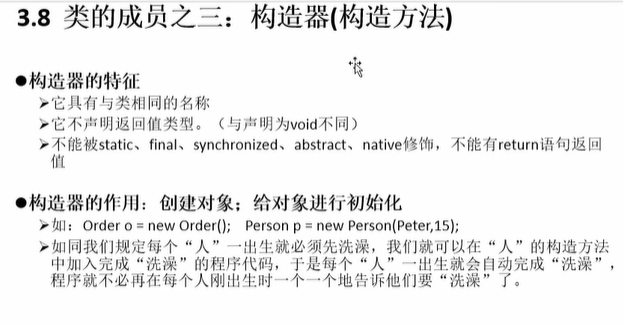 3.8 类的成员之三：构造器(构造方法)
●构造器的特征
➢它具有与类相同的名称
➢它不声明返回值类型。（与声明为void不同）
➢不能被static、final、synchronized、abstract、native修饰，不能有return语句返回
值
●构造器的作用：创建对象；给对象进行初始化
➢如：Order o = new Order(); Person p = new Person(Peter,15);
➢如同我们规定每个“人”一出生就必须先洗澡，我们就可以在“人”的构造方法
中加入完成“洗澡”的程序代码，于是每个“人”一出生就会自动完成“洗澡”，
程序就不必再在每个人刚出生时一个一个地告诉他们要“洗澡”了。